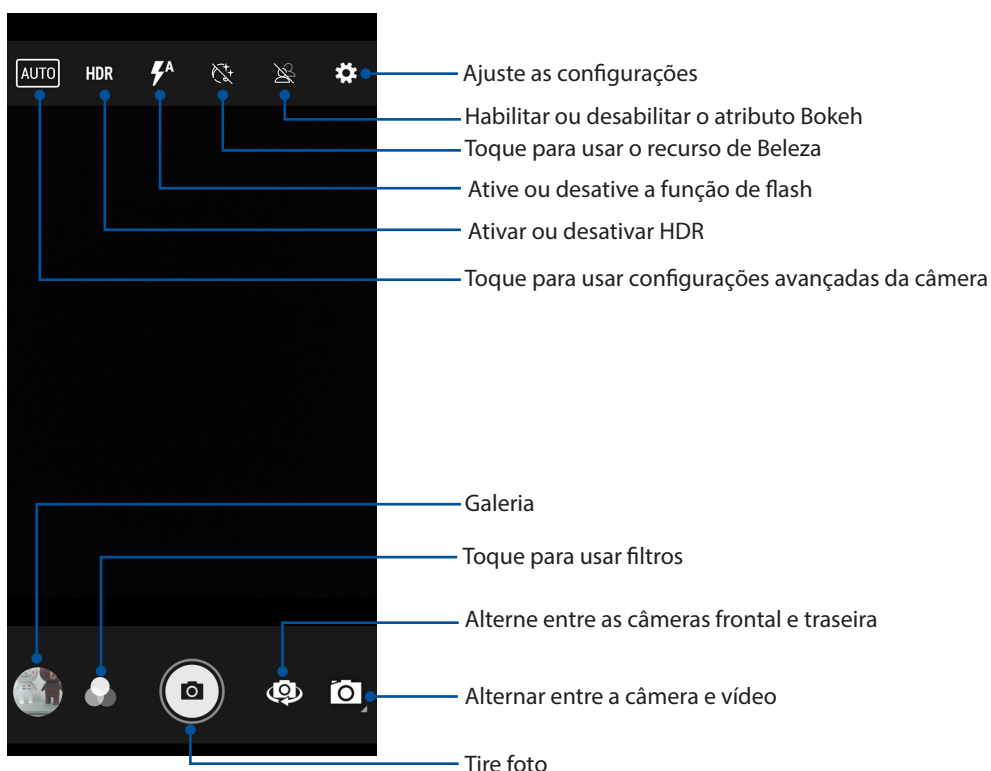 AUTO HDR A
Ajuste as configurações
Habilitar ou desabilitar o atributo Bokeh
Toque para usar o recurso de Beleza
Ative ou desative a função de flash
Ativar ou desativar HDR
Toque para usar configurações avançadas da câmera
Galeria
Toque para usar filtros
Alterne entre as câmeras frontal e traseira
Alternar entre a câmera e vídeo
Tire foto